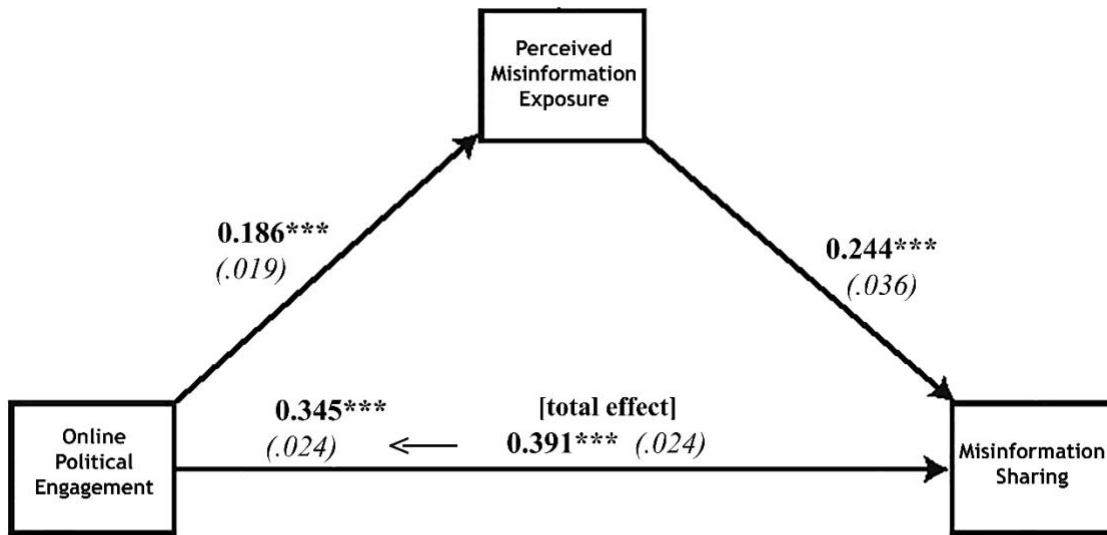 Perceived
Misinformation
Exposure
0.186***
(.019)
0.244***
(.036)
0.345***
(.024)
[total effect]
0.391*** (.024)
Online
Political
Engagement
Misinformation
Sharing